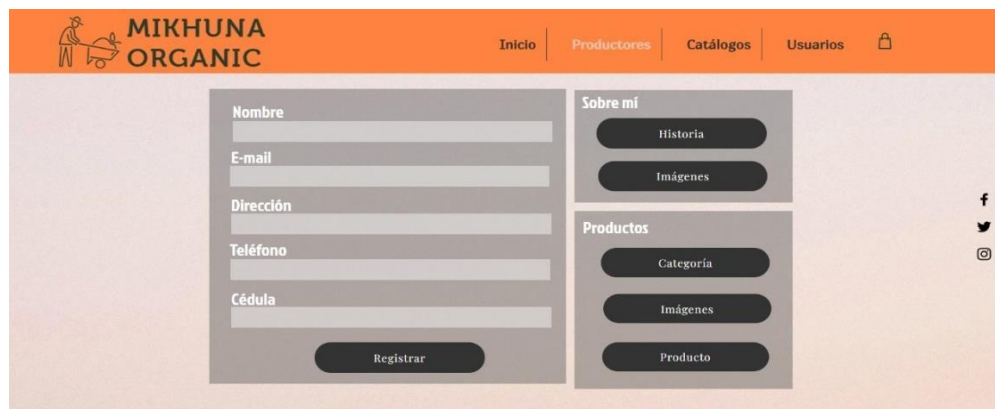 MIKHUNA
ORGANIC
Inicio
Productores
Catálogos
Usuarios
Nombre
E-mail
Dirección
Teléfono
Cédula
Registrar
Sobre mí
Historia
Imágenes
Productos
Categoría
Imágenes
Producto